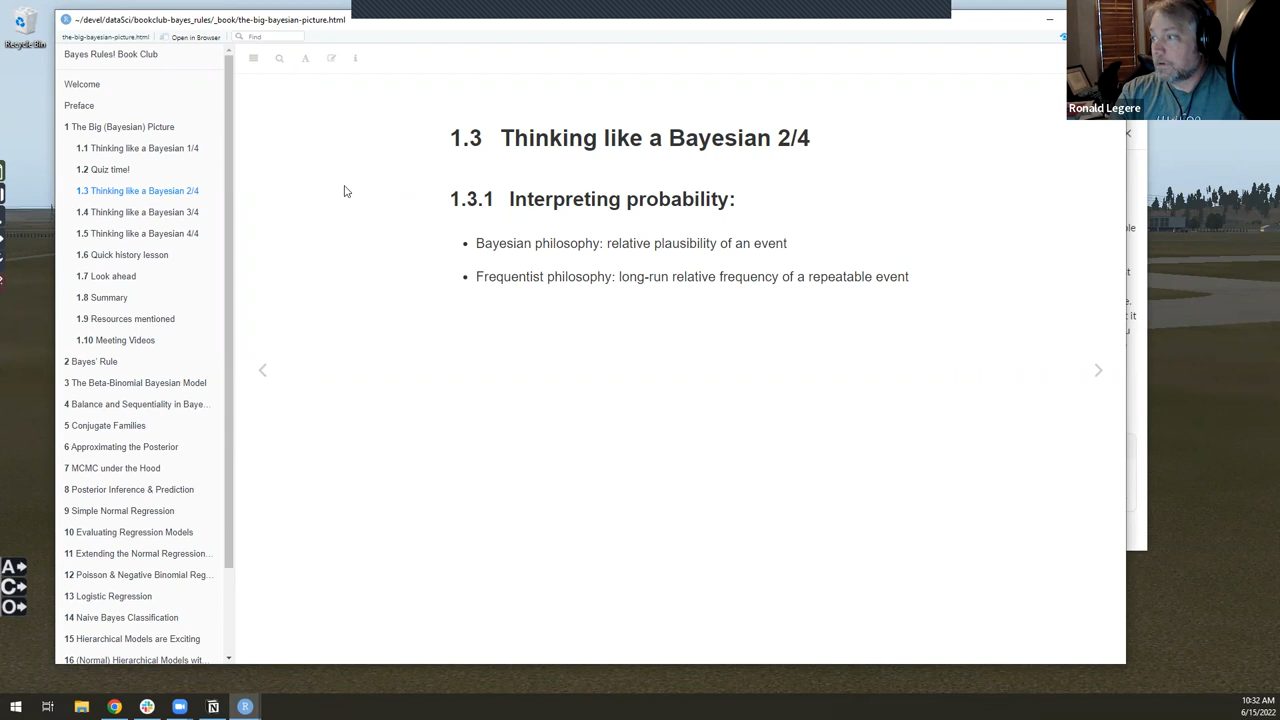 Recycle Bin
~/devel/dataSci/bookclub-bayes_rules/_book/the-big-bayesian-picture.html
the-big-bayesian-picture.html
Open in Browser
Find
Bayes Rules! Book Club
Welcome
Preface
1 The Big (Bayesian) Picture
1.1 Thinking like a Bayesian 1/4
1.2 Quiz time!
1.3 Thinking like a Bayesian 2/4
1.4 Thinking like a Bayesian 3/4
1.5 Thinking like a Bayesian 4/4
1.6 Quick history lesson
1.7 Look ahead
1.8 Summary
1.9 Resources mentioned
1.10 Meeting Videos
2 Bayes' Rule
3 The Beta-Binomial Bayesian Model
4 Balance and Sequentiality in Baye...
5 Conjugate Families
6 Approximating the Posterior
7 MCMC under the Hood
8 Posterior Inference & Prediction
9 Simple Normal Regression
10 Evaluating Regression Models
11 Extending the Normal Regression...
12 Poisson & Negative Binomial Reg...
13 Logistic Regression
14 Naive Bayes Classification
15 Hierarchical Models are Exciting
16 (Normal) Hierarchical Models wit...
1.3 Thinking like a Bayesian 2/4
1.3.1 Interpreting probability:
• Bayesian philosophy: relative plausibility of an event
• Frequentist philosophy: long-run relative frequency of a repeatable event
Ronald Legere
A
C
O
10:32 AM
6/15/2022